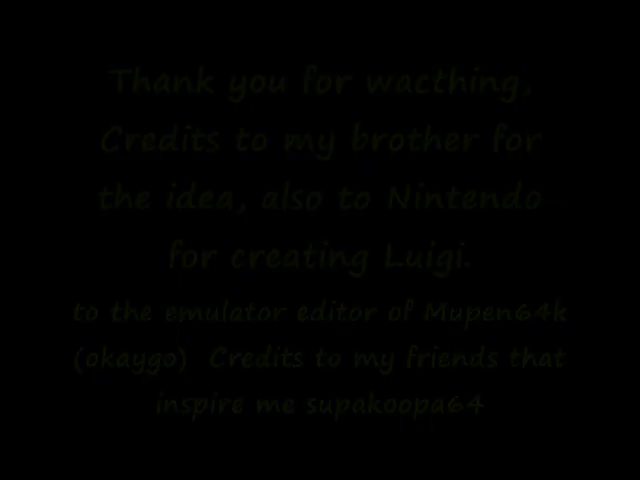 Thank you for wacthing,
Credits to my brother for
the idea, also to Nintendo
for creating Luigi.
to the emulator editor of Mupen64k
(okaygo) Credits to my friends that
inspire me supakoopa64